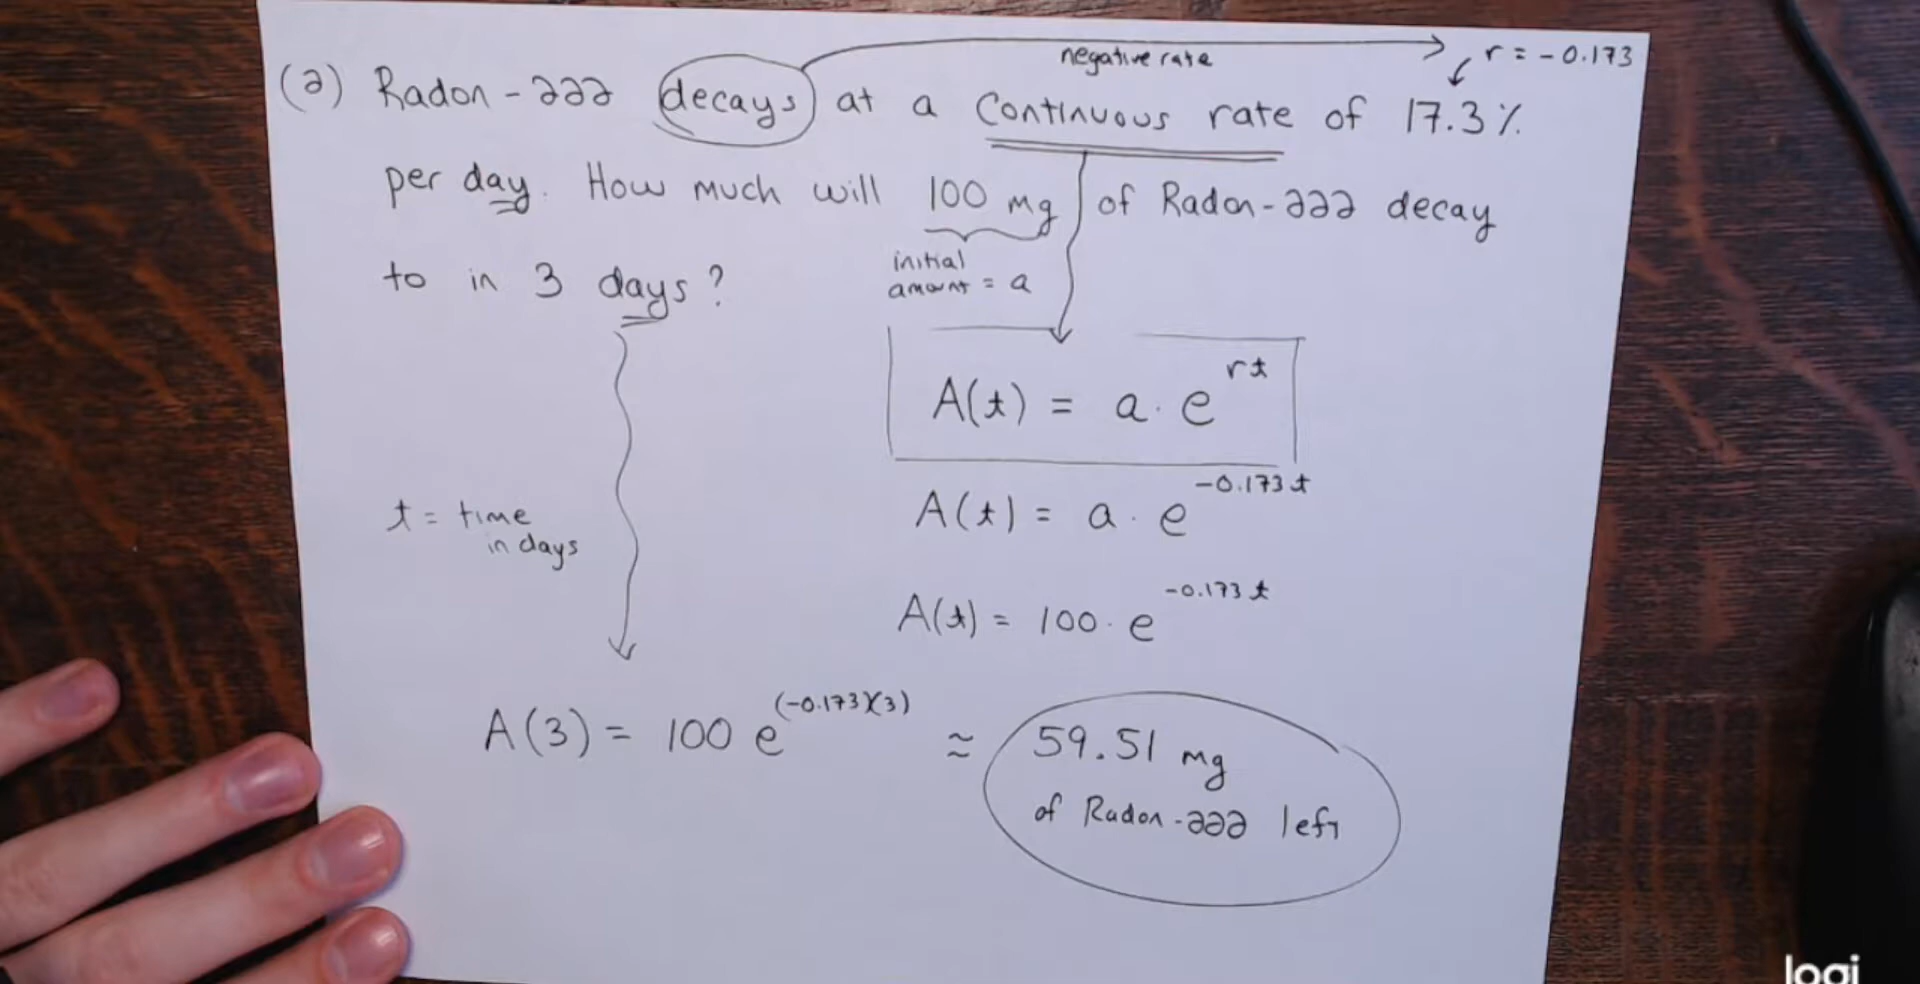 negative rate
r = -0.173
(2) Radon-222 decays at a continuous rate of 17.3%
per day. How much will 100 mg of Radon-222 decay
to in 3 days?
initial
amount = a
A(t) = a · e^rt
A(t) = a · e^-0.173t
t = time
in days
A(t) = 100 · e^-0.173t
A(3) = 100 e^(-0.173)(3) ≈ 59.51 mg
of Radon-222 left
logi